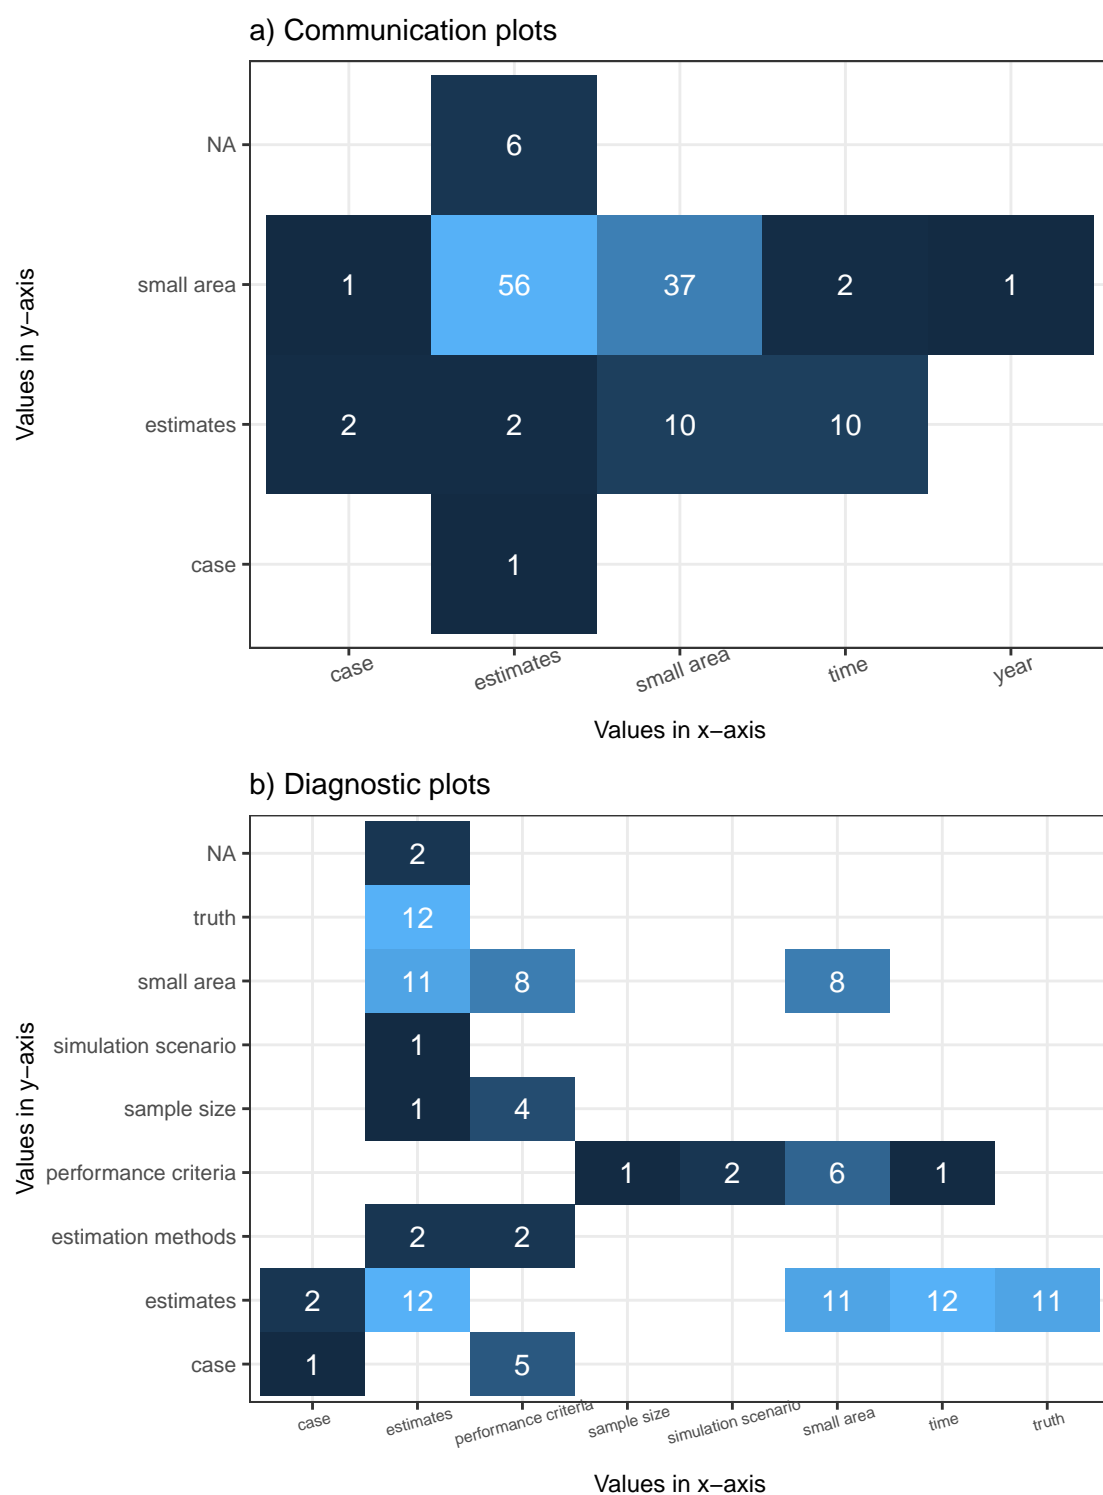 a) Communication plots
NA
6
small area
1 56 37 2 1
estimates
2 2 10 10
case
1
case estimates small area time year
Values in x−axis
Values in y−axis
b) Diagnostic plots
NA
2
truth
12
small area
11 8 8
simulation scenario
1
sample size
1 4
performance criteria
1 2 6 1
estimation methods
2 2
estimates
2 12 11 12 11
case
1 5
case estimates performance criteria sample size simulation scenario small area time truth
Values in x−axis
Values in y−axis